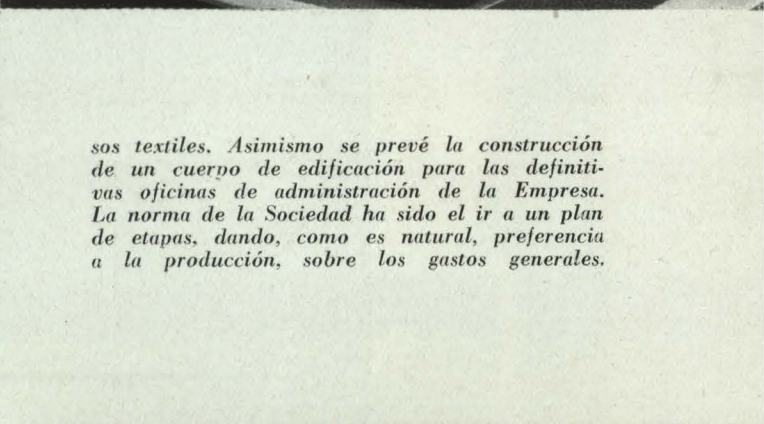 sos textiles. Asimismo se prevé la construcción
de un cuerpo de edificación para las definiti-
vas oficinas de administración de la Empresa.
La norma de la Sociedad ha sido el ir a un plan
de etapas, dando, como es natural, preferencia
a la producción, sobre los gastos generales.